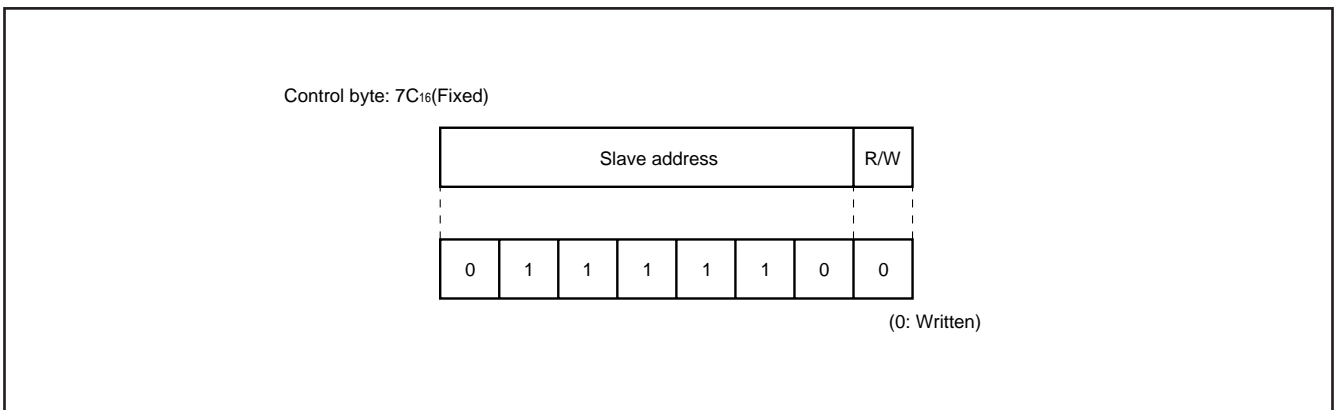 Control byte: 7C16(Fixed)
Slave address R/W
0 1 1 1 1 1 0 0
(0: Written)